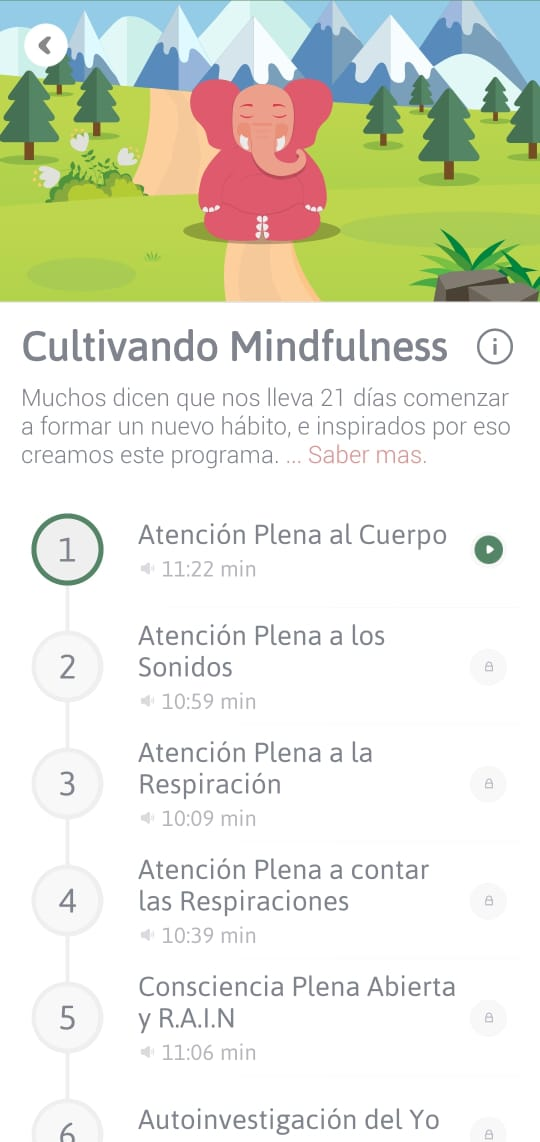 Cultivando Mindfulness
i
Muchos dicen que nos lleva 21 días comenzar
a formar un nuevo hábito, e inspirados por eso
creamos este programa. ... Saber mas.
1
Atención Plena al Cuerpo
11:22 min
2
Atención Plena a los
Sonidos
10:59 min
3
Atención Plena a la
Respiración
10:09 min
4
Atención Plena a contar
las Respiraciones
10:39 min
5
Consciencia Plena Abierta
y R.A.I.N
11:06 min
6
Autoinvestigación del Yo